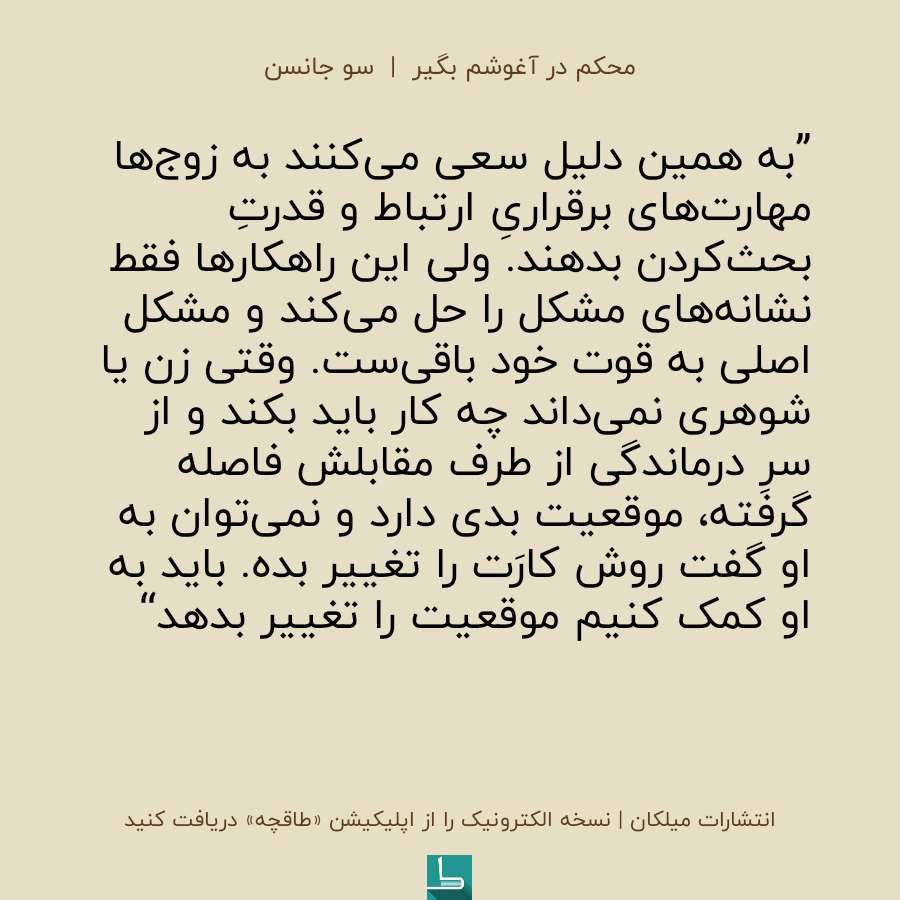 محکم در آغوشم بگیر | سو جانسن
”به همین دلیل سعی می‌کنند به زوج‌ها
مهارت‌های برقراریِ ارتباط و قدرتِ
بحث‌کردن بدهند. ولی این راهکارها فقط
نشانه‌های مشکل را حل می‌کند و مشکل
اصلی به قوت خود باقی‌ست. وقتی زن یا
شوهری نمی‌داند چه کار باید بکند و از
سرِ درماندگی از طرف مقابلش فاصله
گرفته، موقعیت بدی دارد و نمی‌توان به
او گفت روش کارَت را تغییر بده. باید به
او کمک کنیم موقعیت را تغییر بدهد“
انتشارات میلکان | نسخه الکترونیک را از اپلیکیشن «طاقچه» دریافت کنید